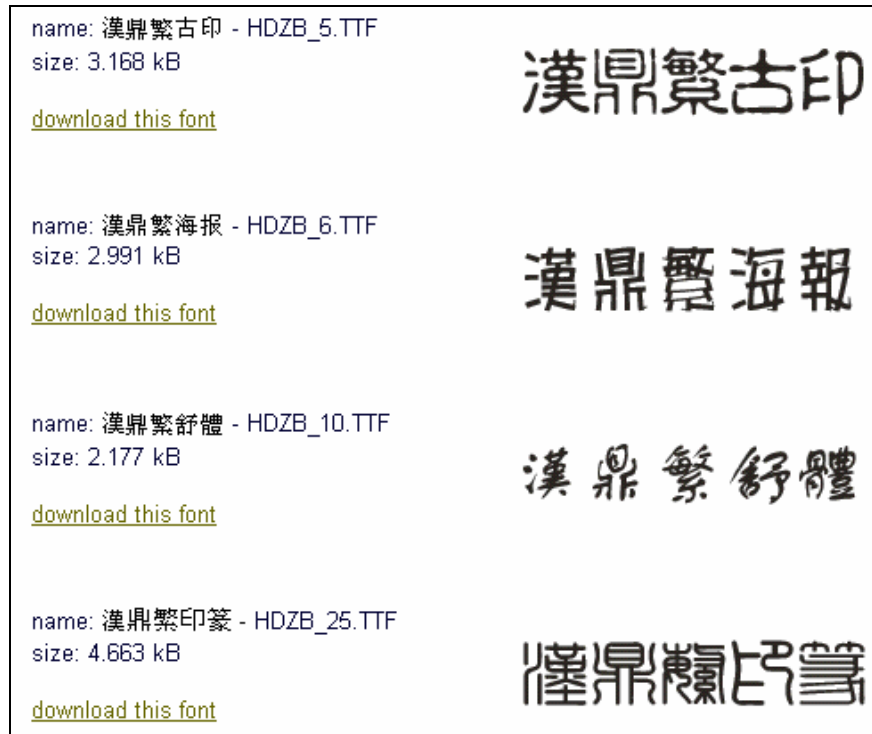 name: 漢鼎繁古印 - HDZB_5.TTF
size: 3.168 kB
漢鼎繁古印
download this font
name: 漢鼎繁海报 - HDZB_6.TTF
size: 2.991 kB
漢鼎繁海報
download this font
name: 漢鼎繁舒體 - HDZB_10.TTF
size: 2.177 kB
漢鼎繁舒體
download this font
name: 漢鼎繁印篆 - HDZB_25.TTF
size: 4.663 kB
漢鼎繁印篆
download this font